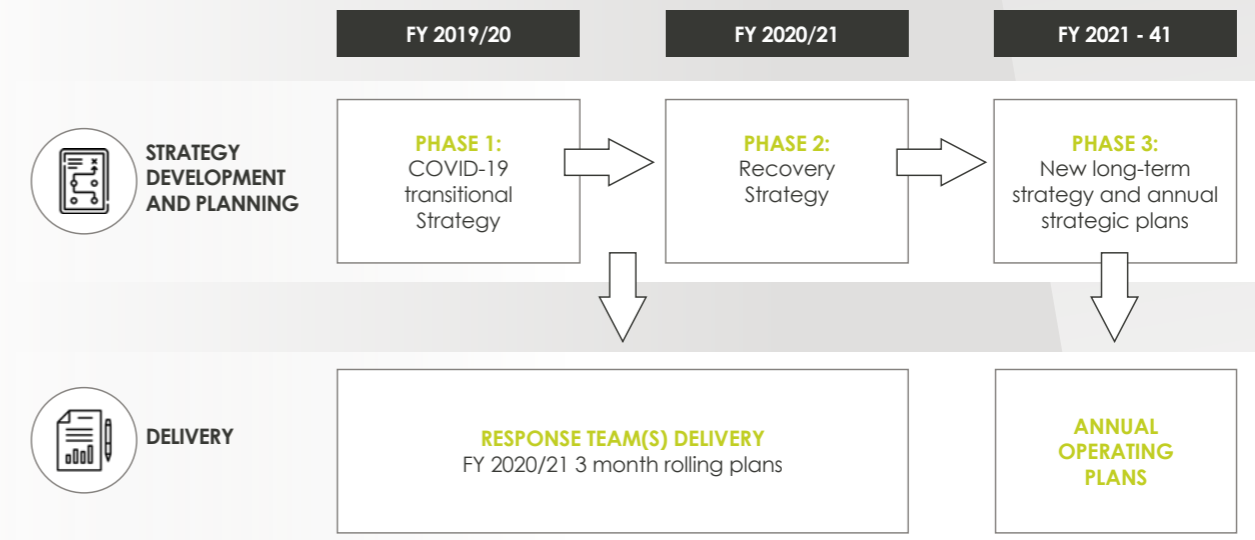 FY 2019/20
FY 2020/21
FY 2021 - 41
STRATEGY
DEVELOPMENT
AND PLANNING
PHASE 1:
COVID-19
transitional
Strategy
PHASE 2:
Recovery
Strategy
PHASE 3:
New long-term
strategy and annual
strategic plans
DELIVERY
RESPONSE TEAM(S) DELIVERY
FY 2020/21 3 month rolling plans
ANNUAL
OPERATING
PLANS